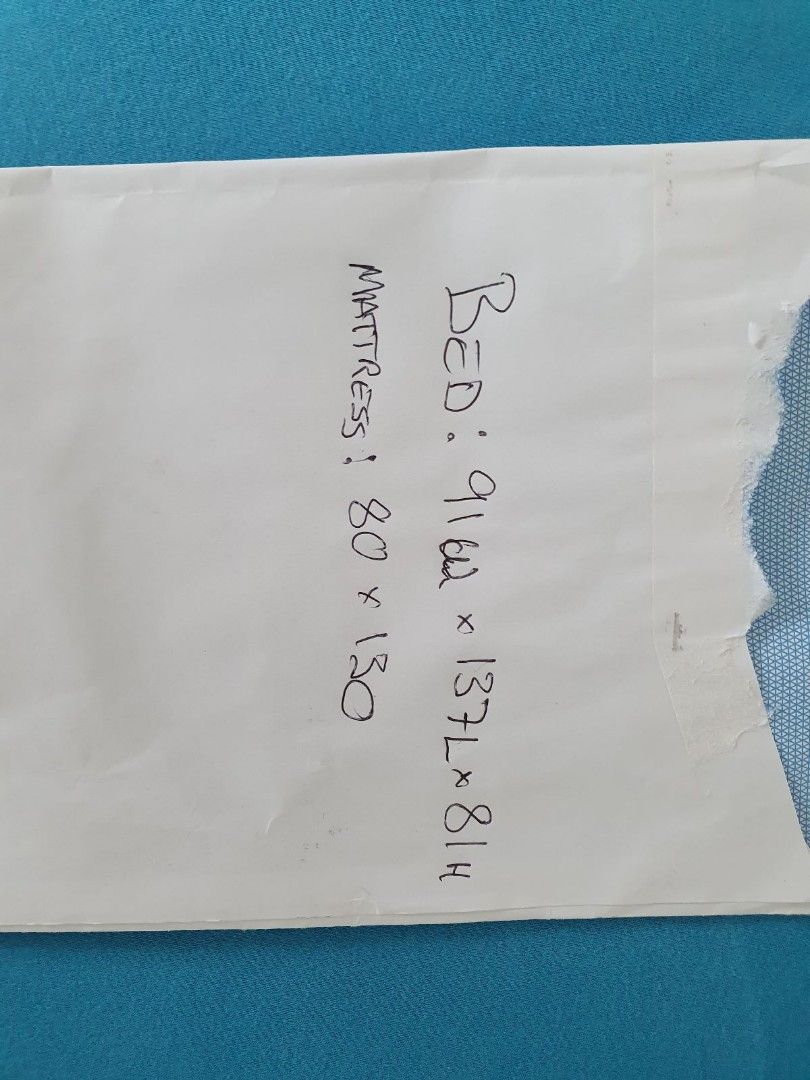 BED: 91W x 137L x 81H
MATTRESS: 80 x 130